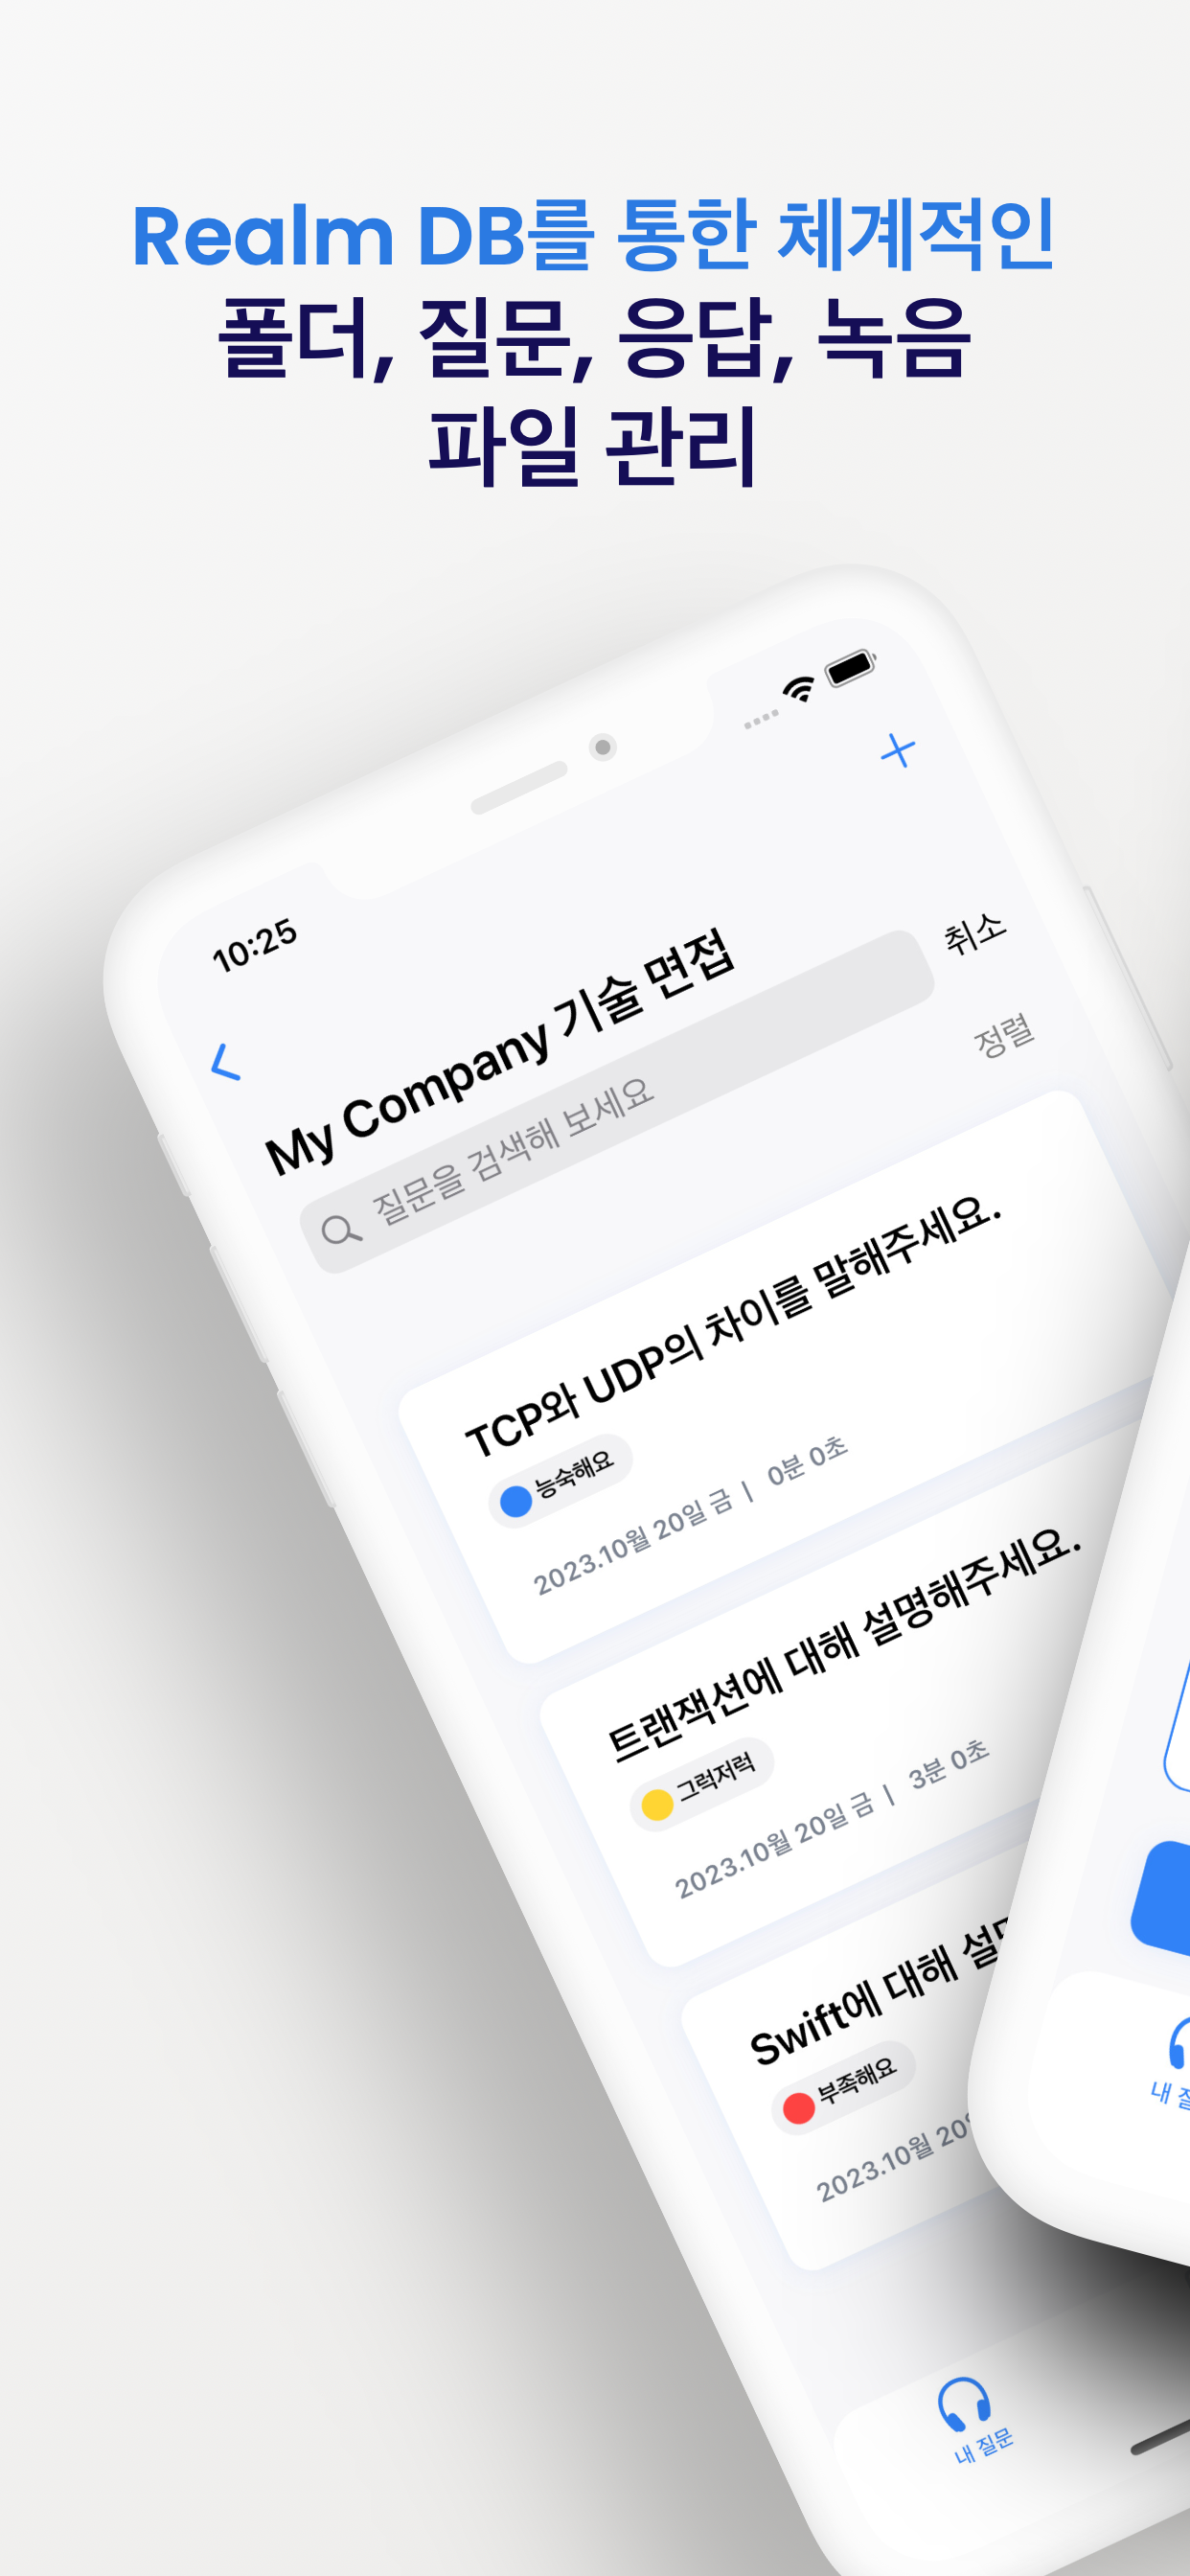 Realm DB를 통한 체계적인
폴더, 질문, 응답, 녹음
파일 관리
10:25
My Company 기술 면접
질문을 검색해 보세요
취소
정렬
TCP와 UDP의 차이를 말해주세요.
능숙해요
2023.10월 20일 금 | 0분 0초
트랜잭션에 대해 설명해주세요.
그럭저럭
2023.10월 20일 금 | 3분 0초
Swift에 대해
부족해요
2023.10월
내 질문
내